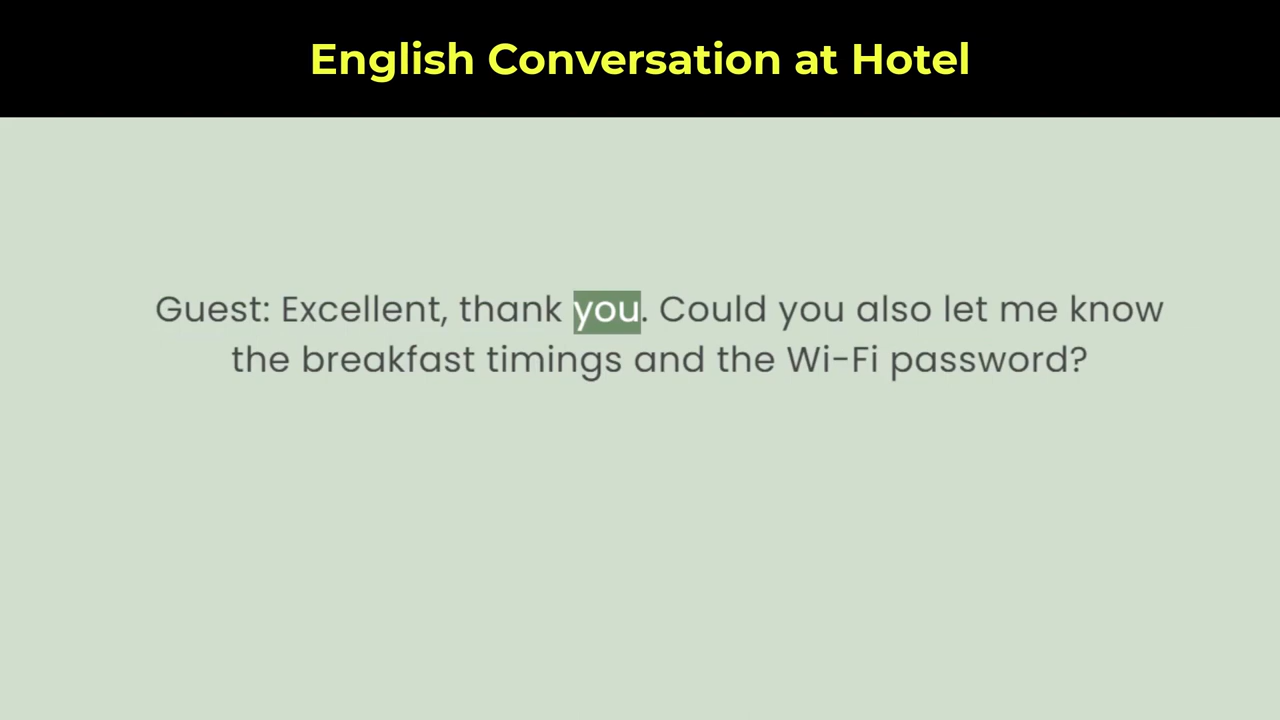 English Conversation at Hotel
Guest: Excellent, thank you. Could you also let me know
the breakfast timings and the Wi-Fi password?